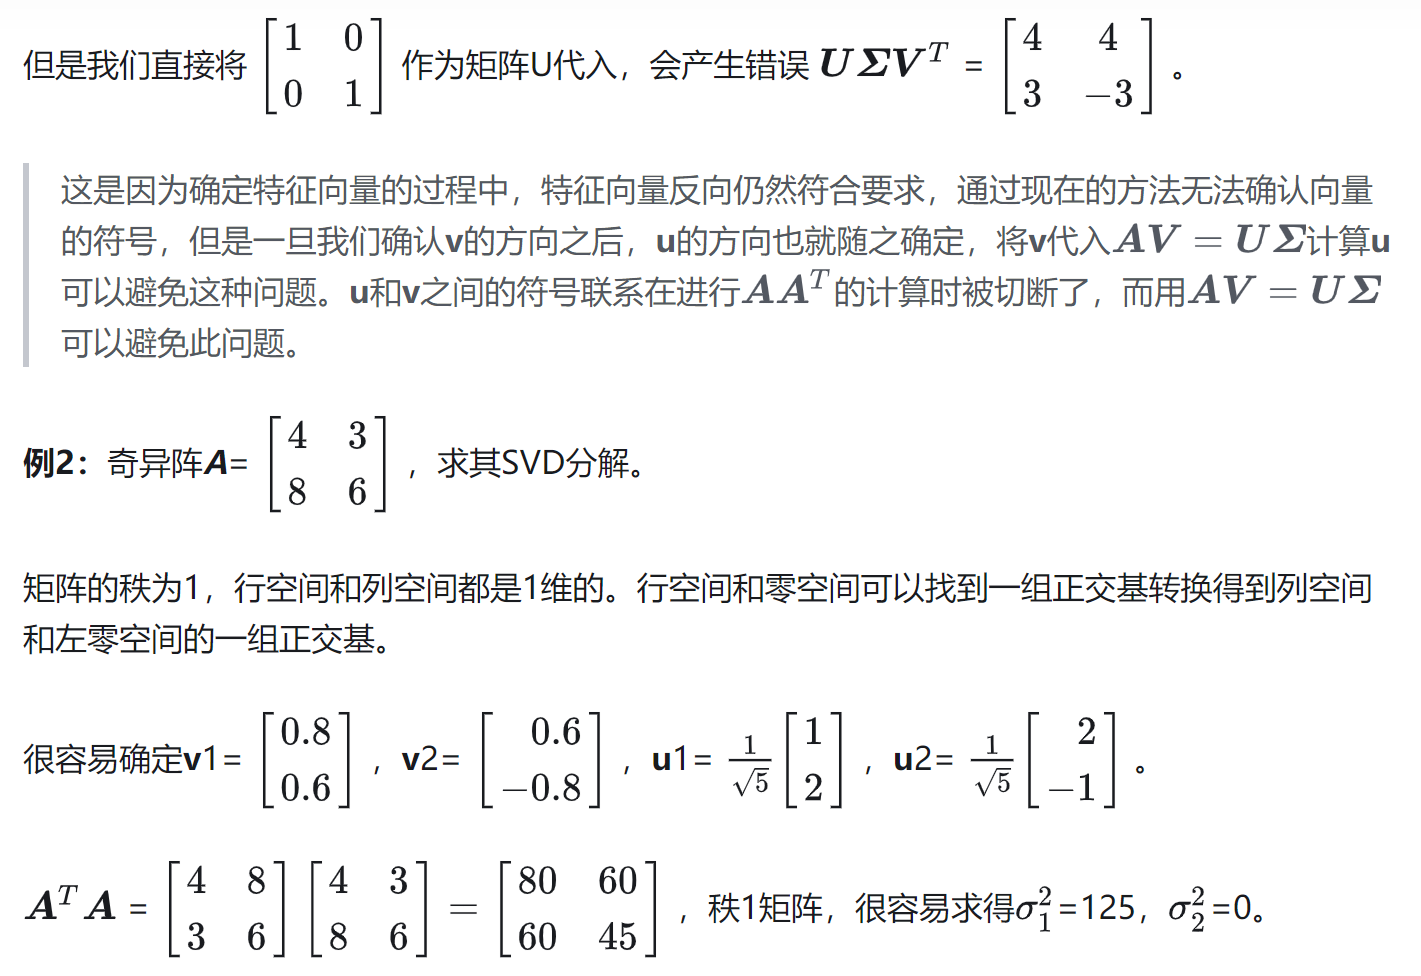 但是我们直接将 $\begin{bmatrix} 1 & 0 \\ 0 & 1 \end{bmatrix}$ 作为矩阵U代入，会产生错误 $U\Sigma V^T$ = $\begin{bmatrix} 4 & 4 \\ 3 & -3 \end{bmatrix}$ 。
这是因为确定特征向量的过程中，特征向量反向仍然符合要求，通过现在的方法无法确认向量
的符号，但是一旦我们确认v的方向之后，u的方向也就随之确定，将v代入$AV = U\Sigma$计算u
可以避免这种问题。u和v之间的符号联系在进行$AA^T$的计算时被切断了，而用$AV = U\Sigma$
可以避免此问题。
例2：奇异阵A= $\begin{bmatrix} 4 & 3 \\ 8 & 6 \end{bmatrix}$ ，求其SVD分解。
矩阵的秩为1，行空间和列空间都是1维的。行空间和零空间可以找到一组正交基转换得到列空间
和左零空间的一组正交基。
很容易确定v1= $\begin{bmatrix} 0.8 \\ 0.6 \end{bmatrix}$ ，v2= $\begin{bmatrix} 0.6 \\ -0.8 \end{bmatrix}$ ，u1= $\frac{1}{\sqrt{5}} \begin{bmatrix} 1 \\ 2 \end{bmatrix}$ ，u2= $\frac{1}{\sqrt{5}} \begin{bmatrix} 2 \\ -1 \end{bmatrix}$ 。
$A^T A$ = $\begin{bmatrix} 4 & 8 \\ 3 & 6 \end{bmatrix} \begin{bmatrix} 4 & 3 \\ 8 & 6 \end{bmatrix} = \begin{bmatrix} 80 & 60 \\ 60 & 45 \end{bmatrix}$ ，秩1矩阵，很容易求得$\sigma_1^2$=125，$\sigma_2^2$=0。